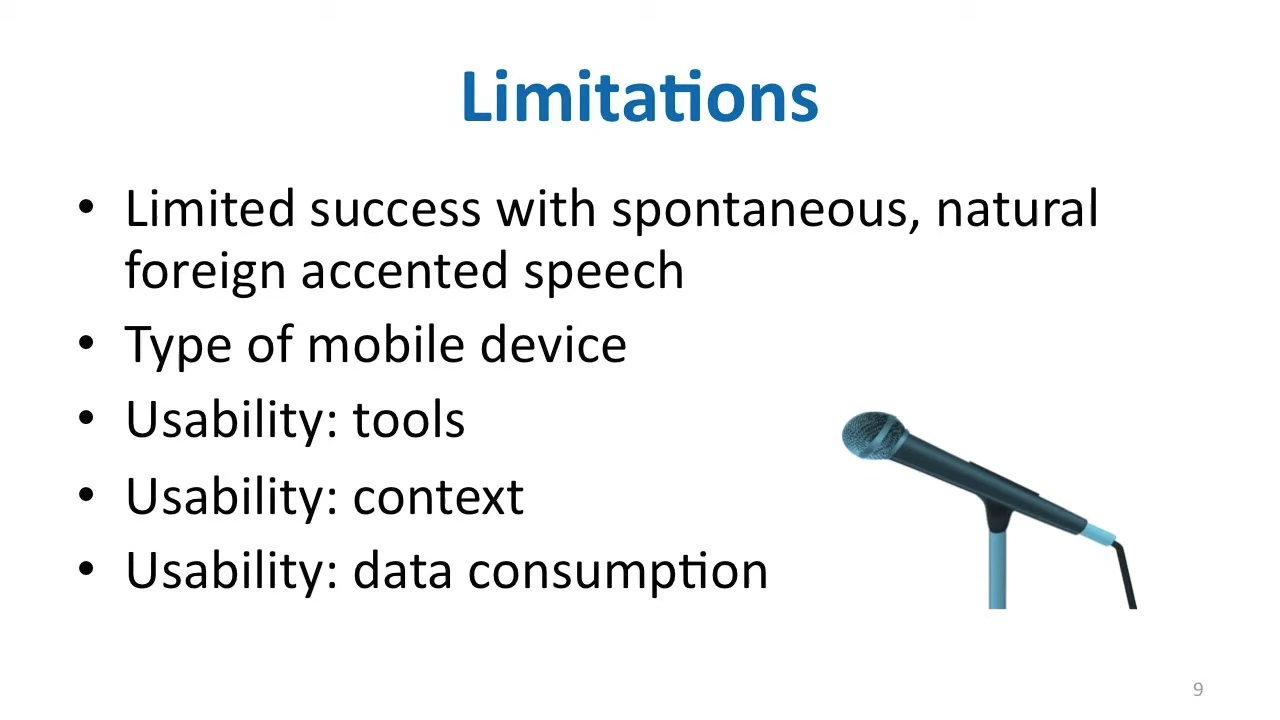 Limitations
• Limited success with spontaneous, natural
foreign accented speech
• Type of mobile device
• Usability: tools
• Usability: context
• Usability: data consumption
9